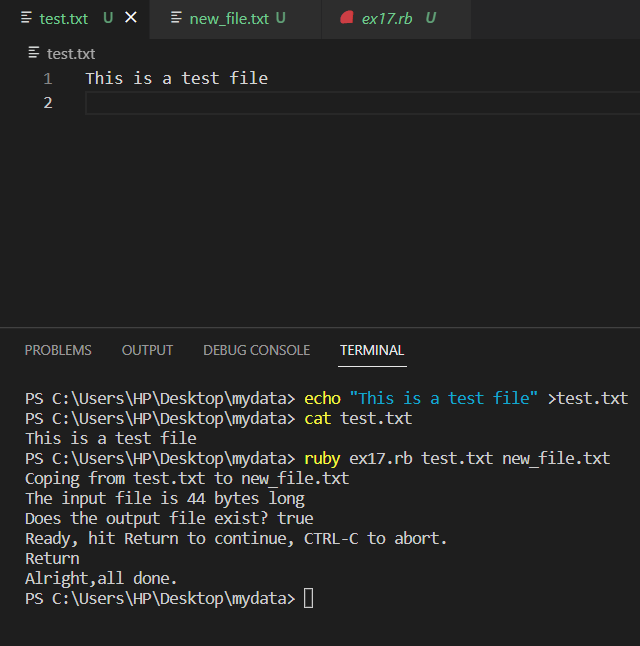 test.txt U × new_file.txt U ex17.rb U
test.txt
1 This is a test file
2
PROBLEMS OUTPUT DEBUG CONSOLE TERMINAL
PS C:\Users\HP\Desktop\mydata> echo "This is a test file" >test.txt
PS C:\Users\HP\Desktop\mydata> cat test.txt
This is a test file
PS C:\Users\HP\Desktop\mydata> ruby ex17.rb test.txt new_file.txt
Coping from test.txt to new_file.txt
The input file is 44 bytes long
Does the output file exist? true
Ready, hit Return to continue, CTRL-C to abort.
Return
Alright,all done.
PS C:\Users\HP\Desktop\mydata>